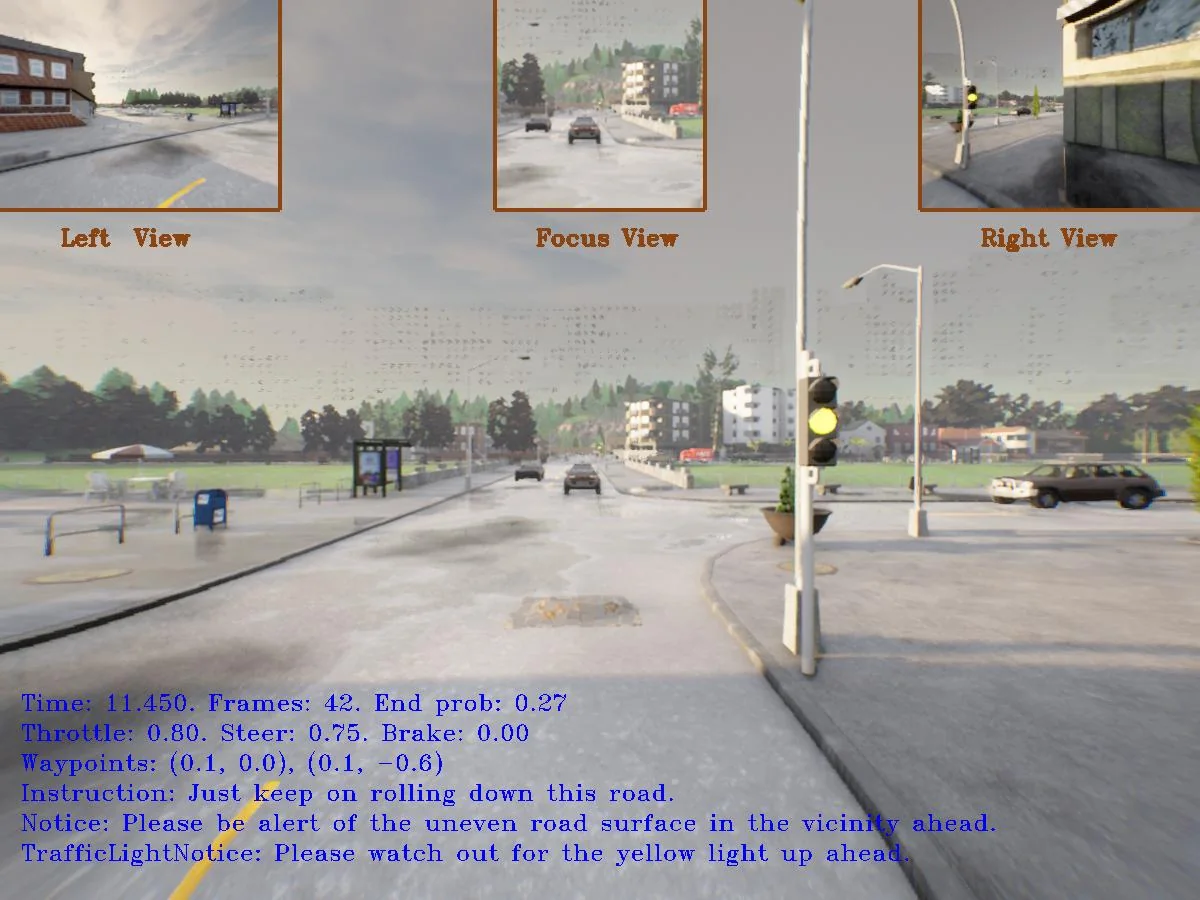 Left View
Focus View
Right View
Time: 11.450. Frames: 42. End prob: 0.27
Throttle: 0.80. Steer: 0.75. Brake: 0.00
Waypoints: (0.1, 0.0), (0.1, -0.6)
Instruction: Just keep on rolling down this road.
Notice: Please be alert of the uneven road surface in the vicinity ahead.
TrafficLightNotice: Please watch out for the yellow light up ahead.